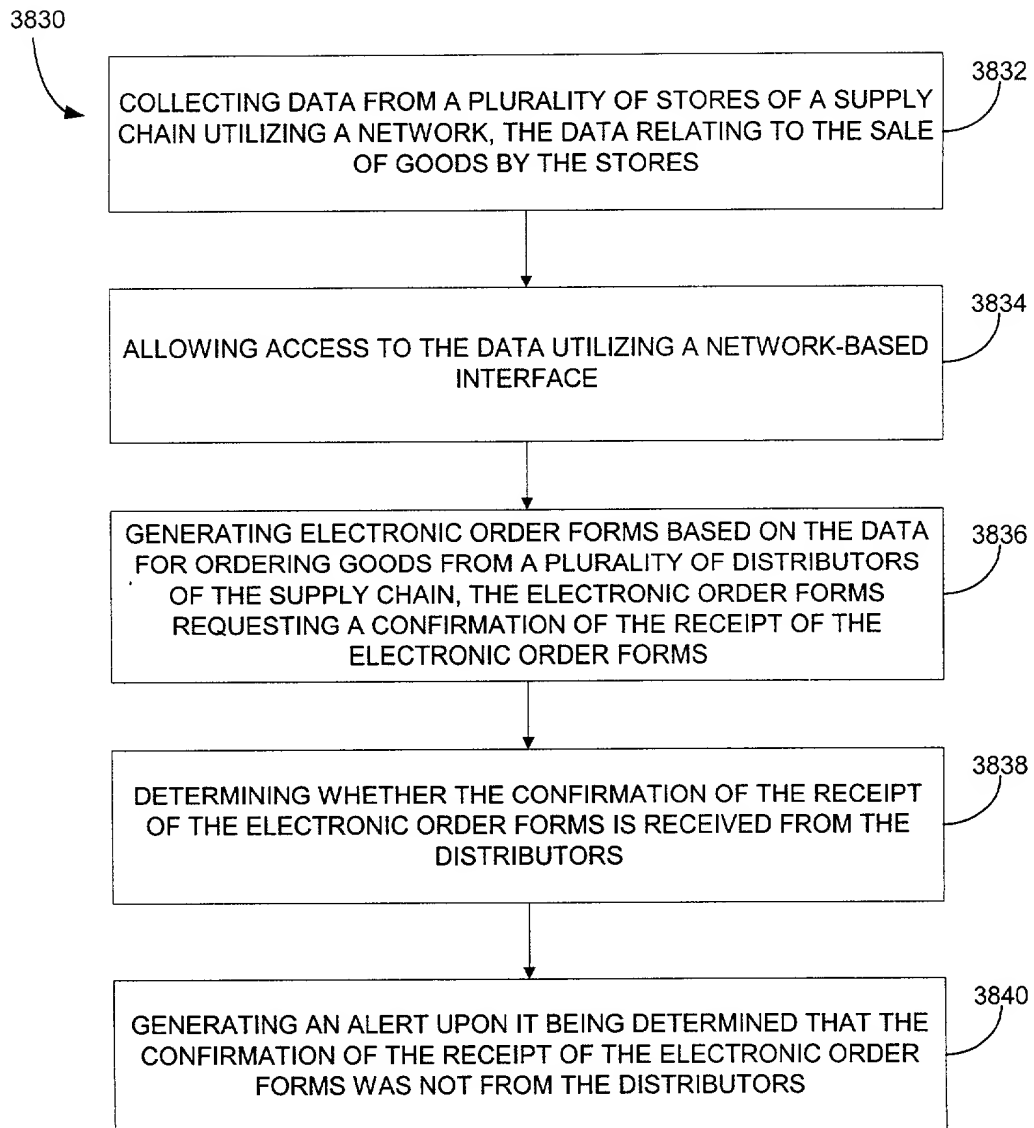 3830
3832
COLLECTING DATA FROM A PLURALITY OF STORES OF A SUPPLY
CHAIN UTILIZING A NETWORK, THE DATA RELATING TO THE SALE
OF GOODS BY THE STORES
3834
ALLOWING ACCESS TO THE DATA UTILIZING A NETWORK-BASED
INTERFACE
3836
GENERATING ELECTRONIC ORDER FORMS BASED ON THE DATA
FOR ORDERING GOODS FROM A PLURALITY OF DISTRIBUTORS
OF THE SUPPLY CHAIN, THE ELECTRONIC ORDER FORMS
REQUESTING A CONFIRMATION OF THE RECEIPT OF THE
ELECTRONIC ORDER FORMS
3838
DETERMINING WHETHER THE CONFIRMATION OF THE RECEIPT
OF THE ELECTRONIC ORDER FORMS IS RECEIVED FROM THE
DISTRIBUTORS
3840
GENERATING AN ALERT UPON IT BEING DETERMINED THAT THE
CONFIRMATION OF THE RECEIPT OF THE ELECTRONIC ORDER
FORMS WAS NOT FROM THE DISTRIBUTORS